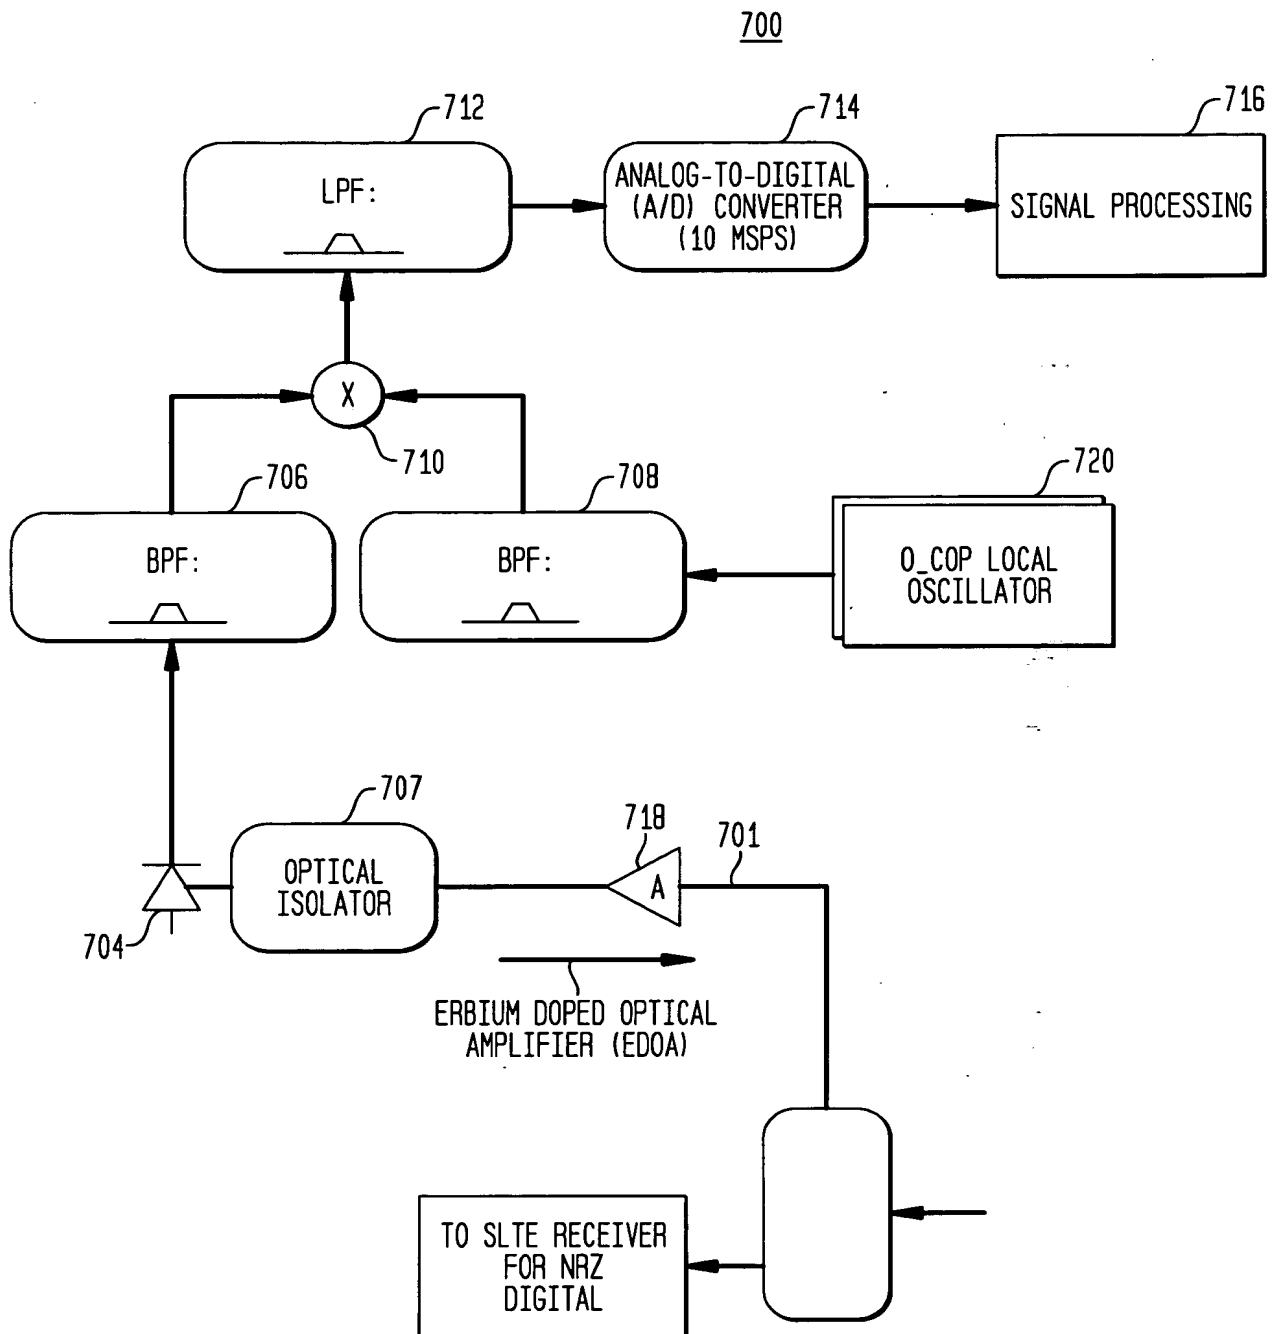 700
712
LPF:
714
ANALOG-TO-DIGITAL
(A/D) CONVERTER
(10 MSPS)
716
SIGNAL PROCESSING
X
710
706
BPF:
708
BPF:
720
O_COP LOCAL
OSCILLATOR
707
OPTICAL
ISOLATOR
704
718
A
701
ERBIUM DOPED OPTICAL
AMPLIFIER (EDOA)
TO SLTE RECEIVER
FOR NRZ
DIGITAL